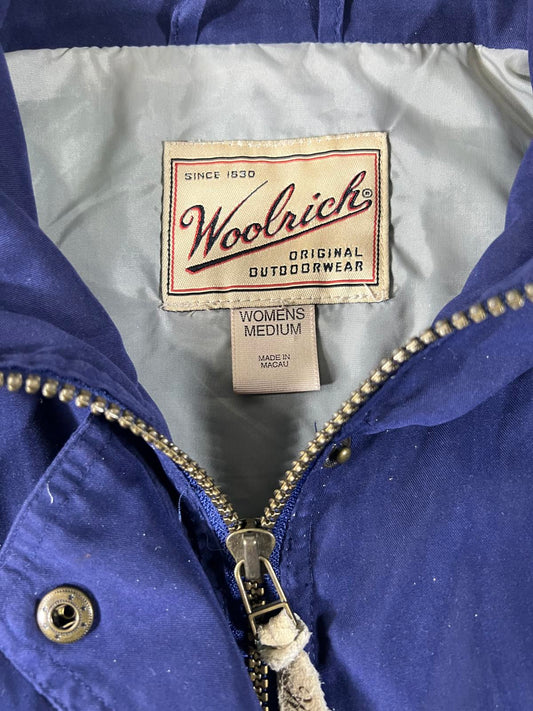 SINCE 1830
Woolrich®
ORIGINAL
OUTDOORWEAR
WOMENS
MEDIUM
MADE IN
MACAU